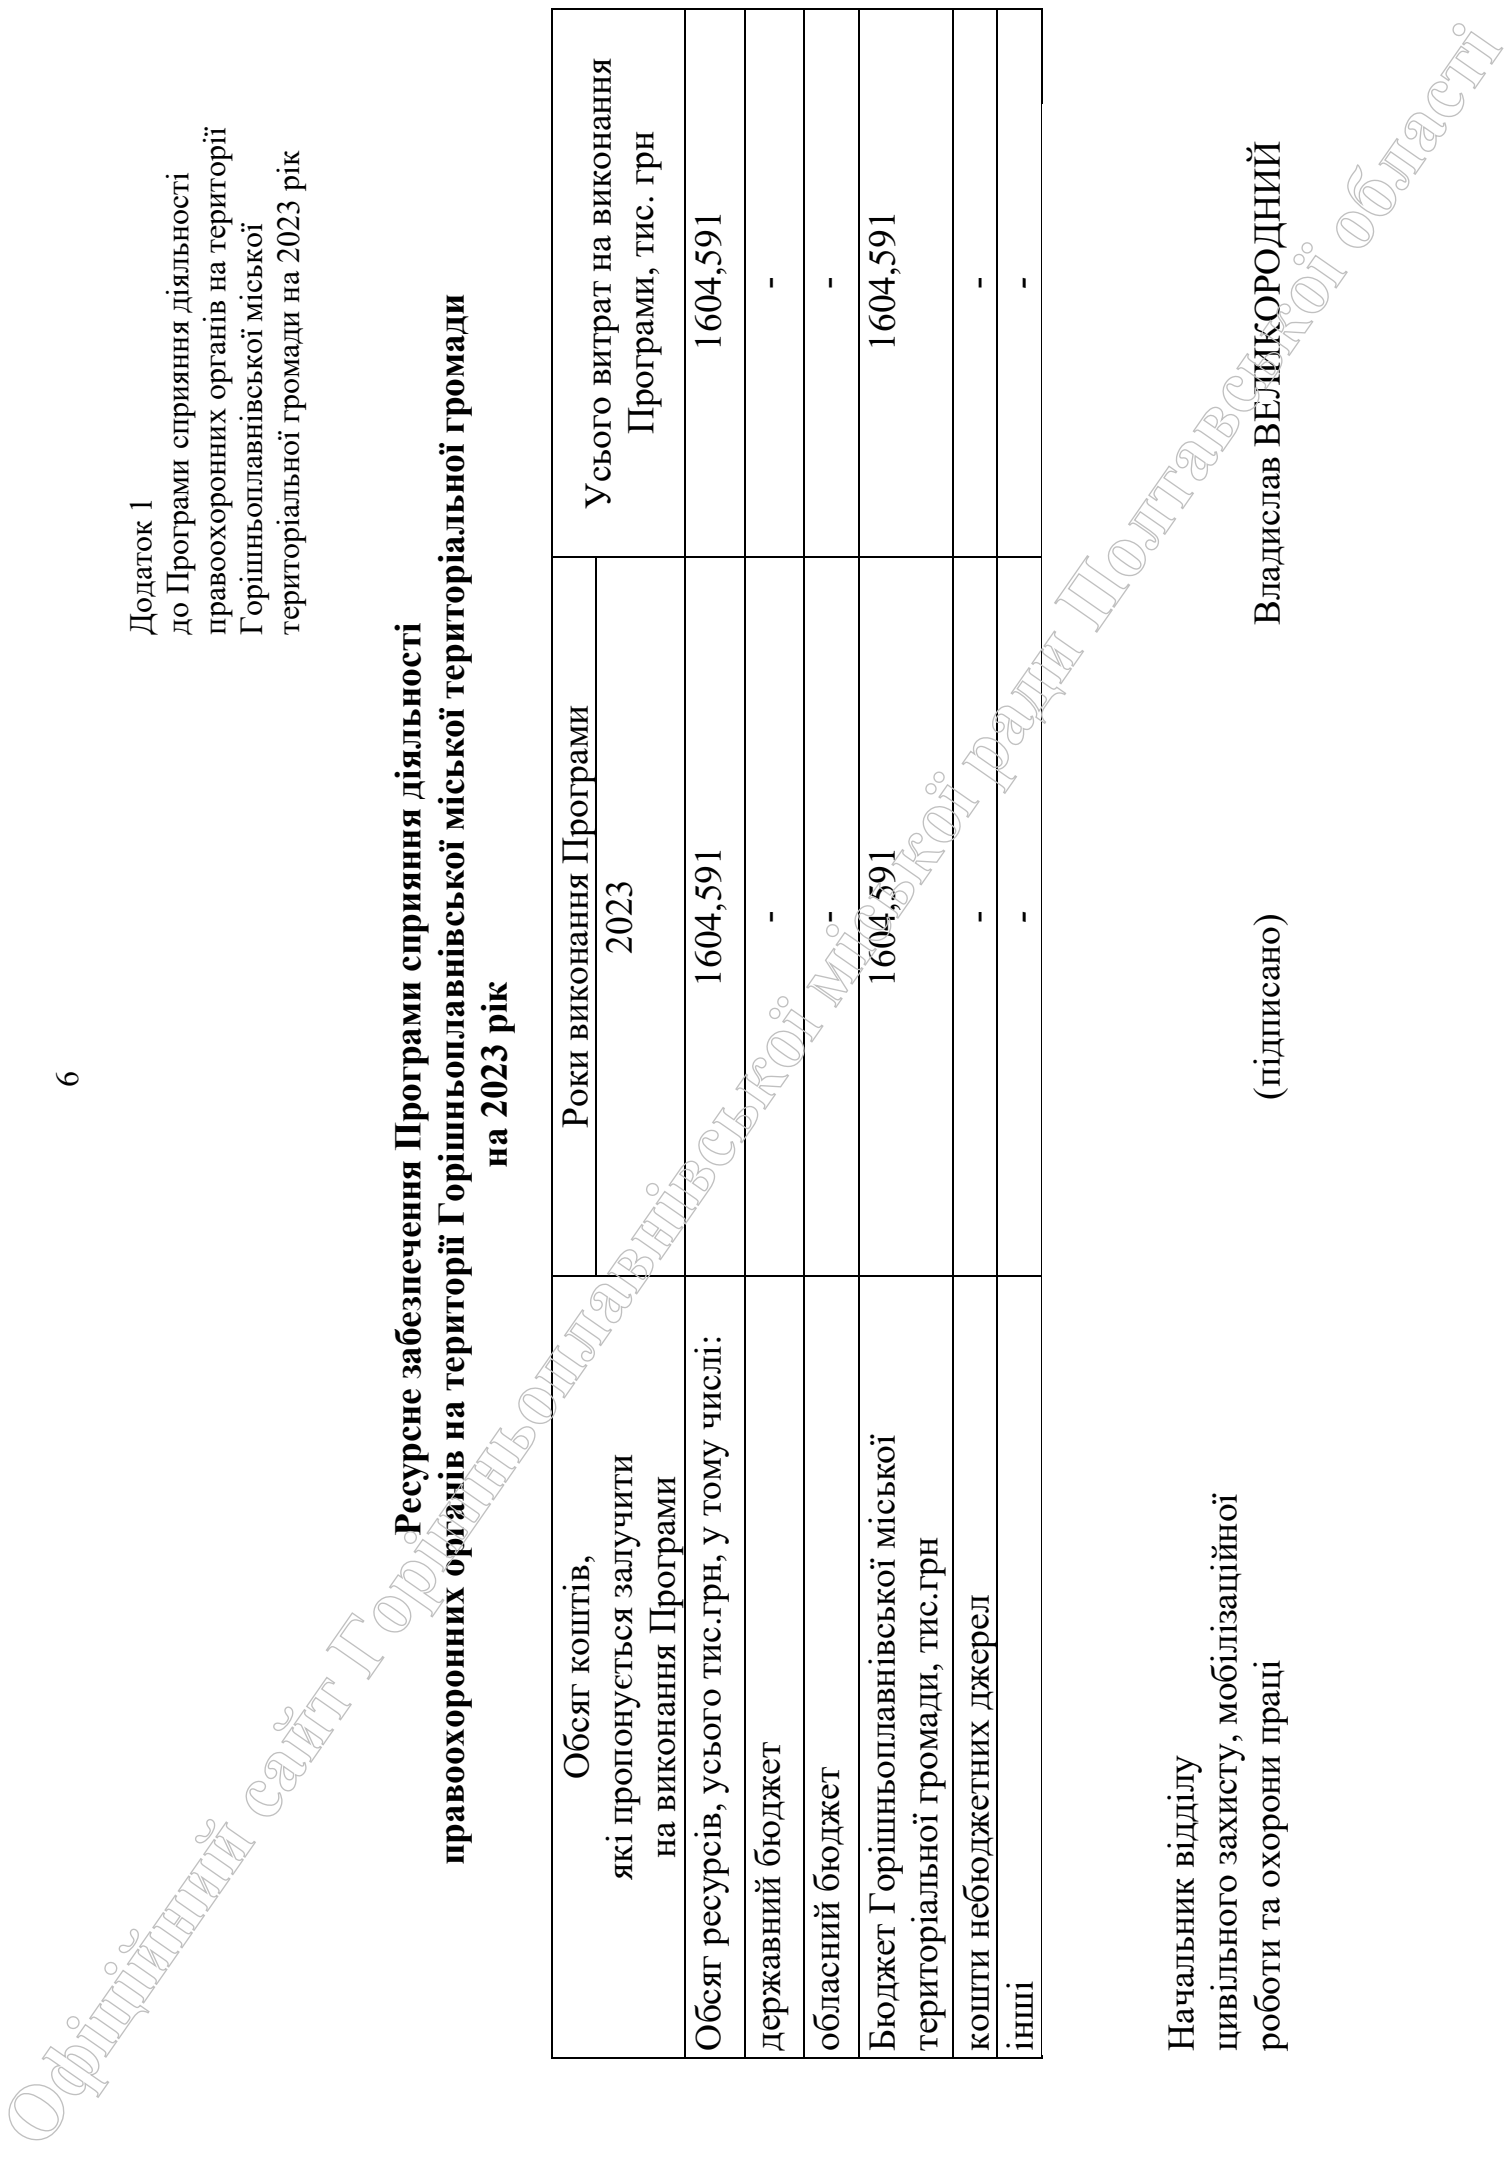 6
Додаток 1
до Програми сприяння діяльності
правоохоронних органів на території
Горішньоплавнівської міської
територіальної громади на 2023 рік
Ресурсне забезпечення Програми сприяння діяльності
правоохоронних органів на території Горішньоплавнівської міської територіальної громади
на 2023 рік
Обсяг коштів,
які пропонується залучити
на виконання Програми
Роки виконання Програми
2023
Усього витрат на виконання
Програми, тис. грн
Обсяг ресурсів, усього тис.грн, у тому числі: 1604,591 1604,591
державний бюджет - -
обласний бюджет - -
Бюджет Горішньоплавнівської міської
територіальної громади, тис.грн
1604,591 1604,591
кошти небюджетних джерел - -
інші - -
Начальник відділу
цивільного захисту, мобілізаційної
роботи та охорони праці (підписано) Владислав ВЕЛИКОРОДНИЙ
Офіційний сайт Горішньоплавнівської міської ради Полтавської області